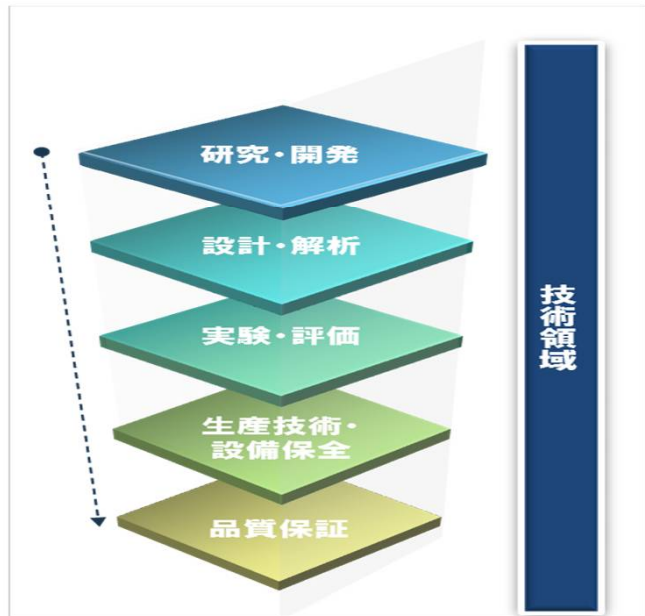 研究・開発
設計・解析
実験・評価
生産技術・
設備保全
品質保証
技術領域